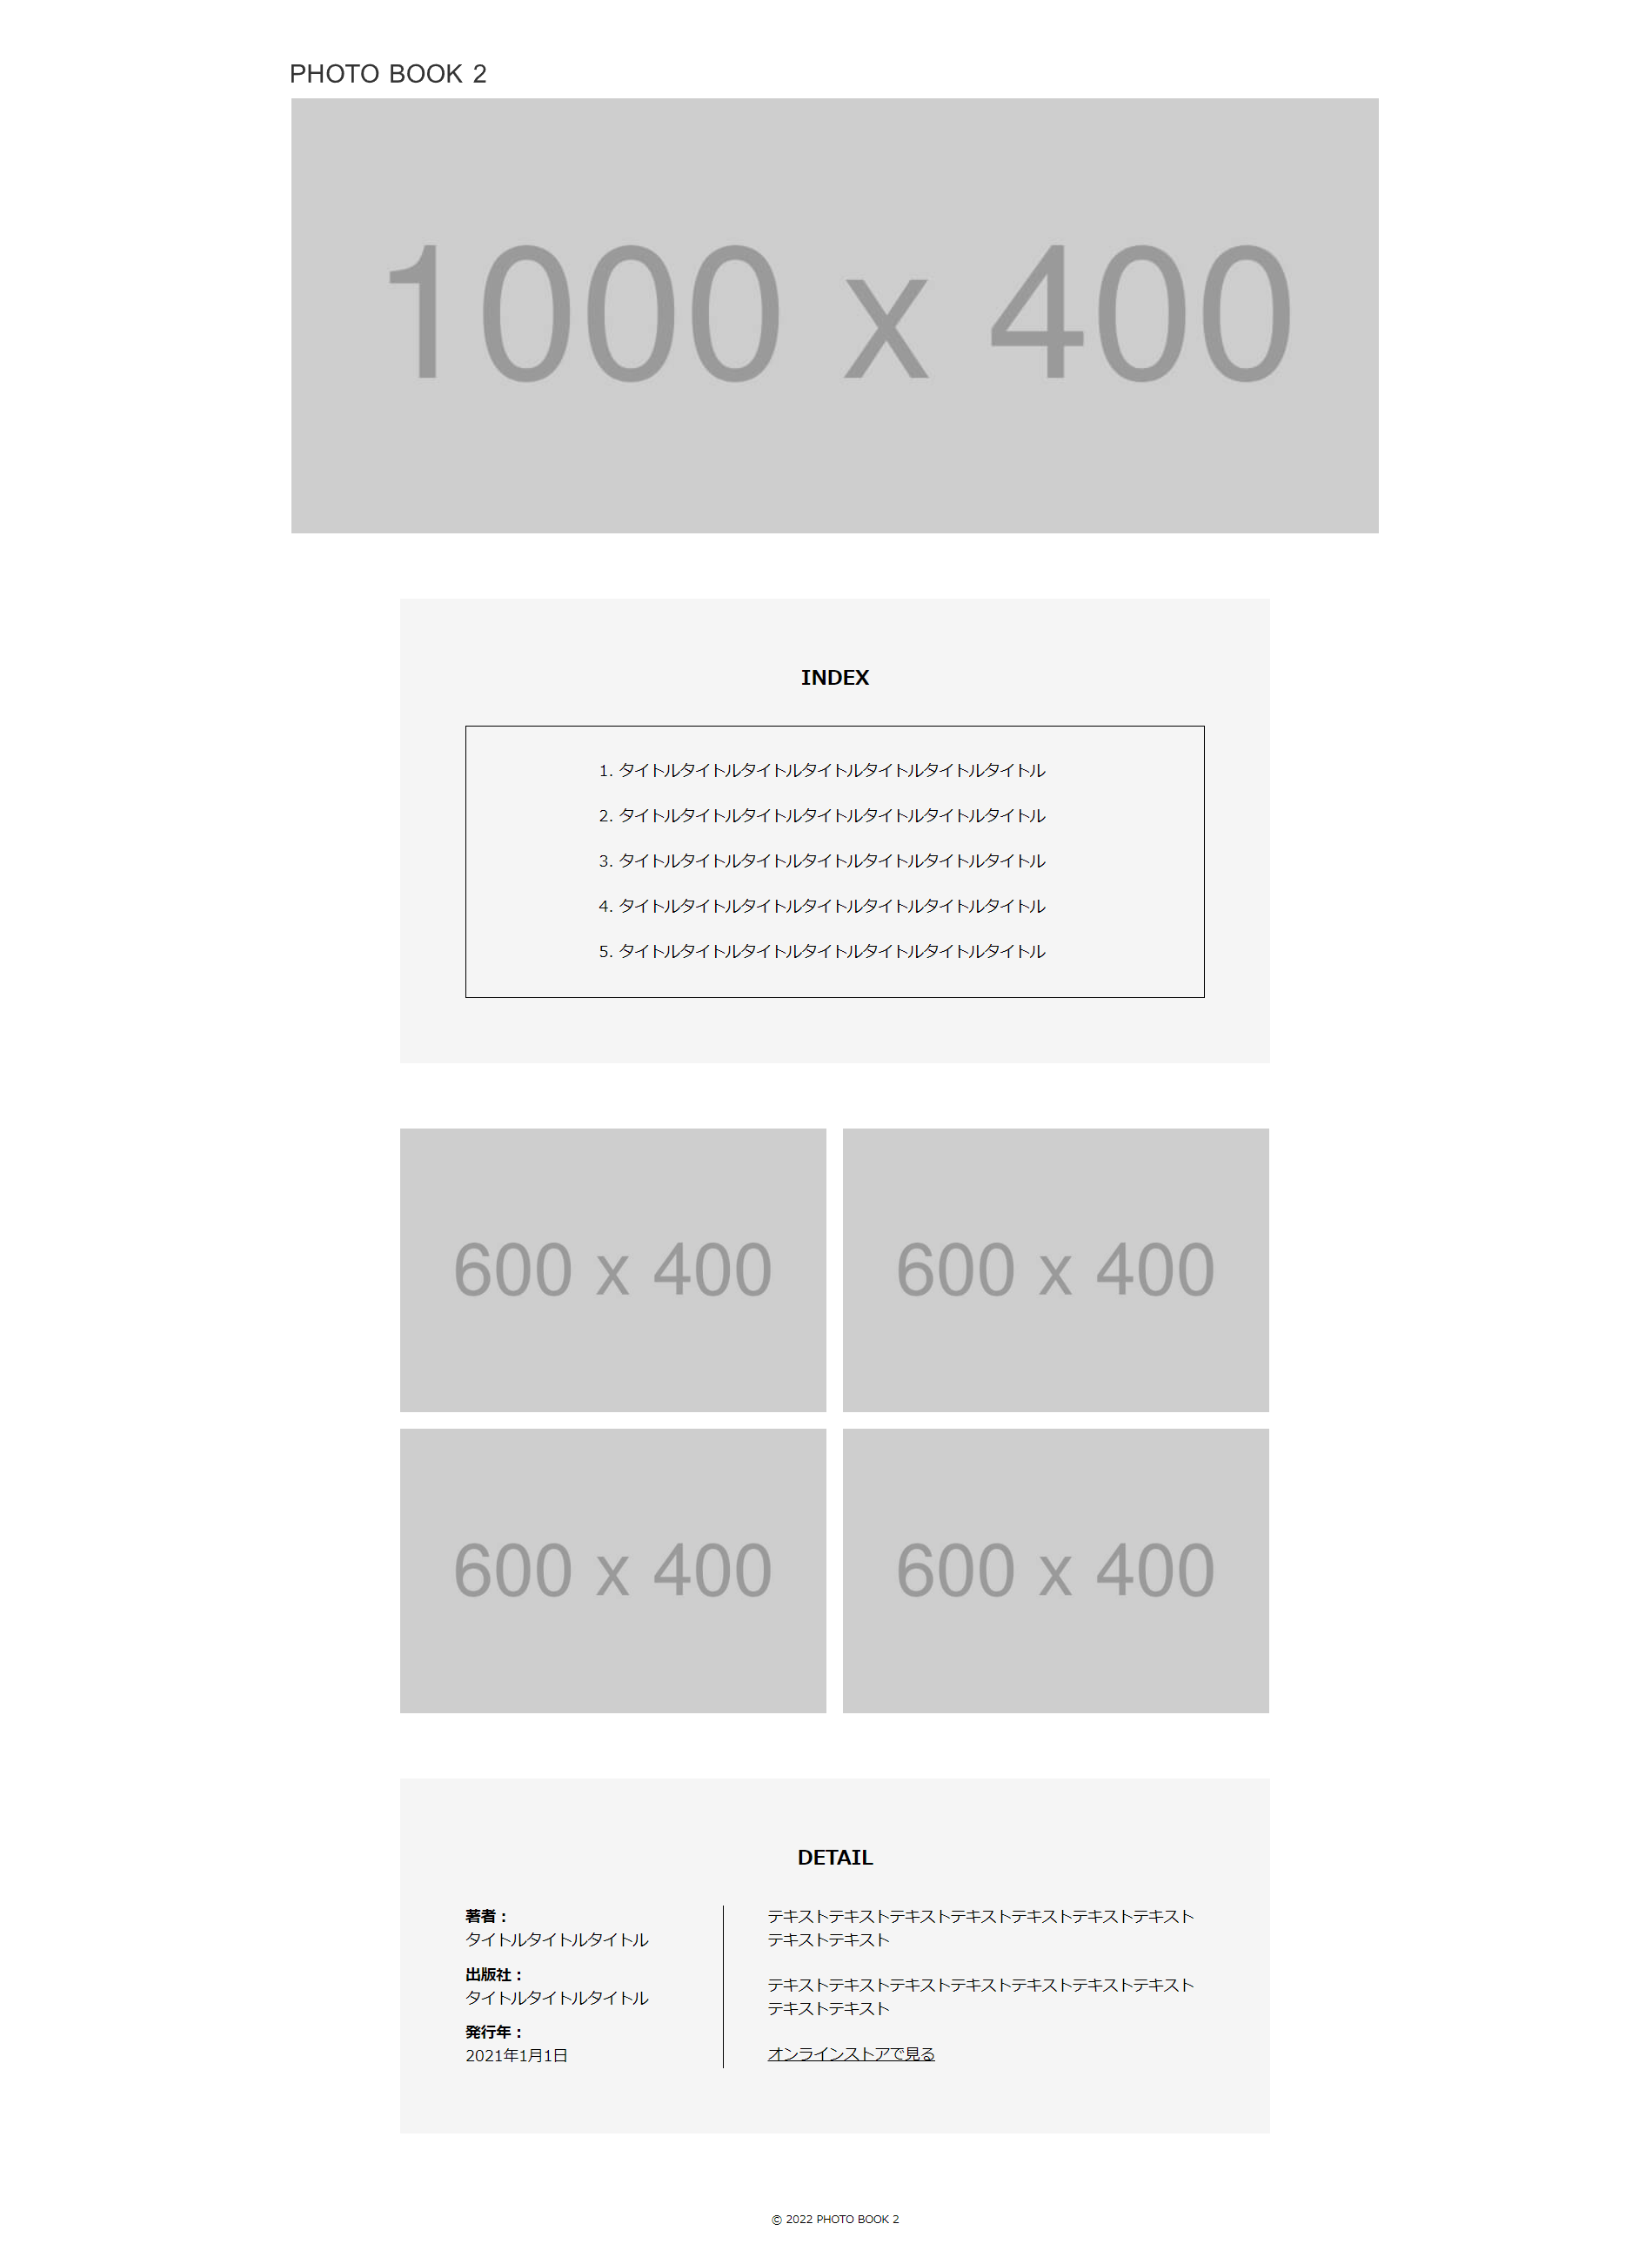 PHOTO BOOK 2
1000 x 400
INDEX
1. タイトルタイトルタイトルタイトルタイトルタイトルタイトル
2. タイトルタイトルタイトルタイトルタイトルタイトルタイトル
3. タイトルタイトルタイトルタイトルタイトルタイトルタイトル
4. タイトルタイトルタイトルタイトルタイトルタイトルタイトル
5. タイトルタイトルタイトルタイトルタイトルタイトルタイトル
600 x 400
600 x 400
600 x 400
600 x 400
DETAIL
著者：
タイトルタイトルタイトル
出版社：
タイトルタイトルタイトル
発行年：
2021年1月1日
テキストテキストテキストテキストテキストテキストテキスト
テキストテキスト
テキストテキストテキストテキストテキストテキストテキスト
テキストテキスト
オンラインストアで見る
© 2022 PHOTO BOOK 2